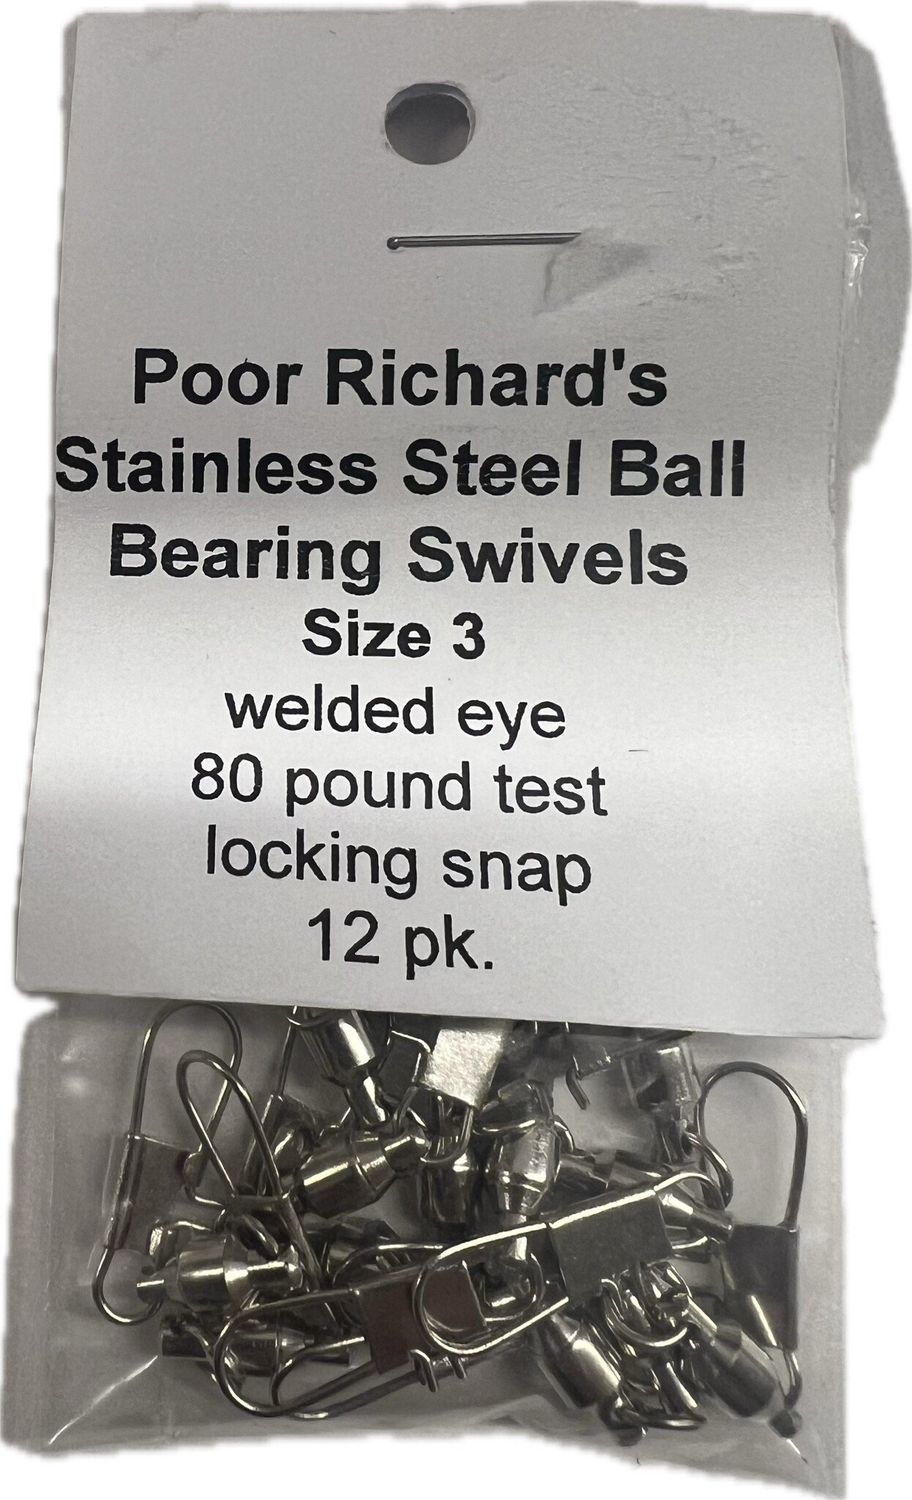 Poor Richard's
Stainless Steel Ball
Bearing Swivels
Size 3
welded eye
80 pound test
locking snap
12 pk.